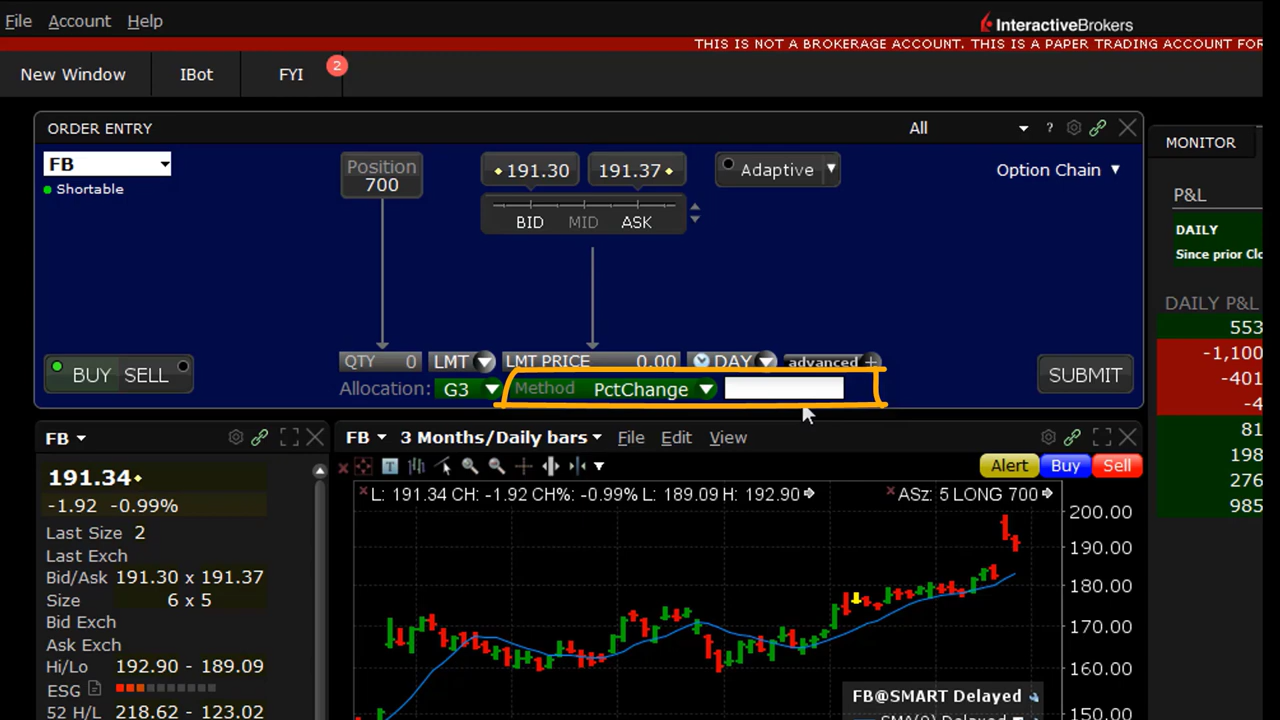 File Account Help
InteractiveBrokers
THIS IS NOT A BROKERAGE ACCOUNT. THIS IS A PAPER TRADING ACCOUNT FOR
New Window IBot FYI 2
ORDER ENTRY All ?
FB Position 700 191.30 191.37 Adaptive Option Chain
Shortable
BID MID ASK
QTY 0 LMT LMT PRICE 0.00 DAY advanced +
BUY SELL SUBMIT
Allocation: G3 Method PctChange
MONITOR
P&L
DAILY
Since prior Clo
DAILY P&L
553
-1,100
-401
-4
81
198
276
985
FB
191.34
-1.92 -0.99%
Last Size 2
Last Exch
Bid/Ask 191.30 x 191.37
Size 6 x 5
Bid Exch
Ask Exch
Hi/Lo 192.90 - 189.09
ESG
52 H/L 218.62 - 123.02
FB 3 Months/Daily bars File Edit View
Alert Buy Sell
L: 191.34 CH: -1.92 CH%: -0.99% L: 189.09 H: 192.90 ASz: 5 LONG 700
200.00
190.00
180.00
170.00
160.00
150.00
FB@SMART Delayed